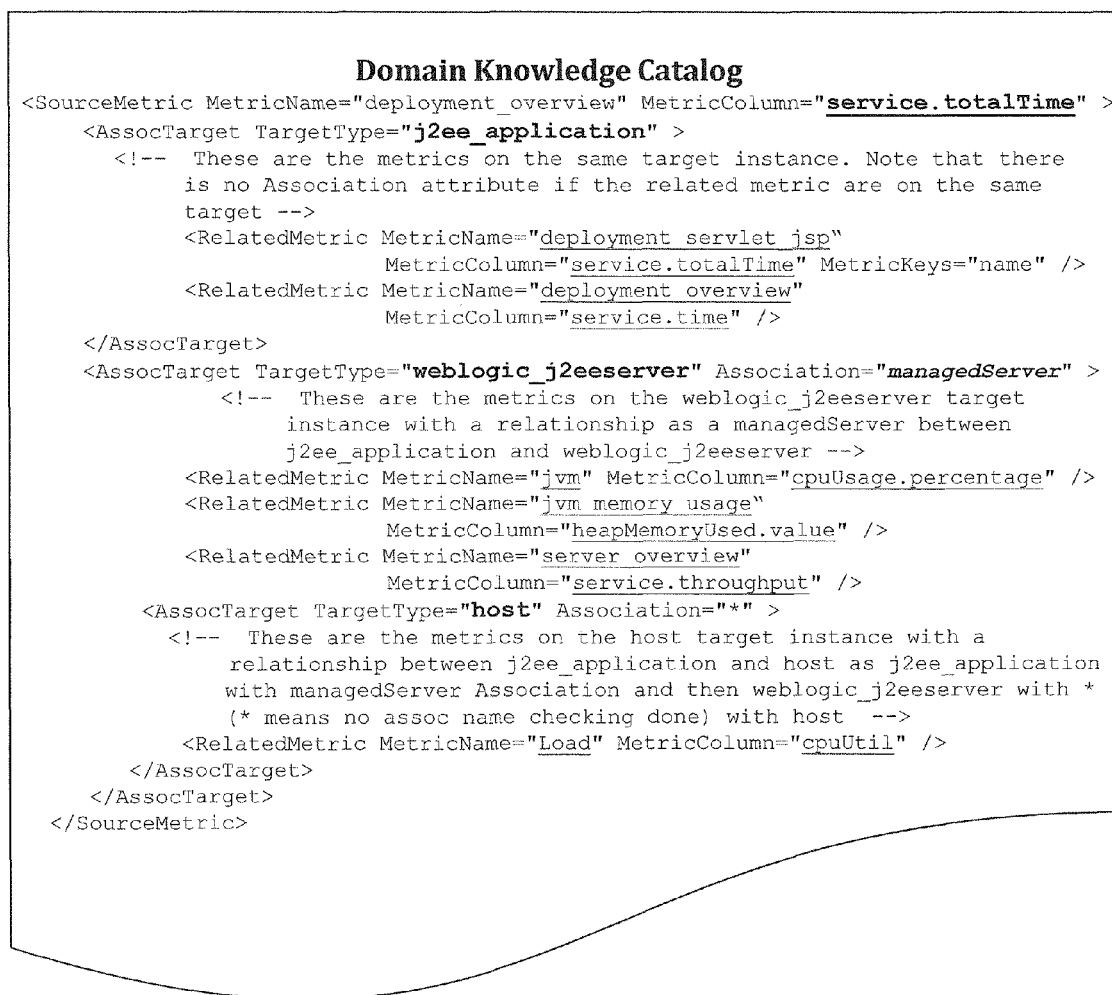 Domain Knowledge Catalog
<SourceMetric MetricName="deployment_overview" MetricColumn="service.totalTime" >
<AssocTarget TargetType="j2ee_application" >
<!-- These are the metrics on the same target instance. Note that there
is no Association attribute if the related metric are on the same
target -->
<RelatedMetric MetricName="deployment_servlet_jsp"
MetricColumn="service.totalTime" MetricKeys="name" />
<RelatedMetric MetricName="deployment_overview"
MetricColumn="service.time" />
</AssocTarget>
<AssocTarget TargetType="weblogic_j2eeserver" Association="managedServer" >
<!-- These are the metrics on the weblogic_j2eeserver target
instance with a relationship as a managedServer between
j2ee_application and weblogic_j2eeserver -->
<RelatedMetric MetricName="jvm" MetricColumn="cpuUsage.percentage" />
<RelatedMetric MetricName="jvm_memory_usage"
MetricColumn="heapMemoryUsed.value" />
<RelatedMetric MetricName="server_overview"
MetricColumn="service.throughput" />
<AssocTarget TargetType="host" Association="*" >
<!-- These are the metrics on the host target instance with a
relationship between j2ee_application and host as j2ee_application
with managedServer Association and then weblogic_j2eeserver with *
(* means no assoc name checking done) with host -->
<RelatedMetric MetricName="Load" MetricColumn="cpuUtil" />
</AssocTarget>
</AssocTarget>
</SourceMetric>